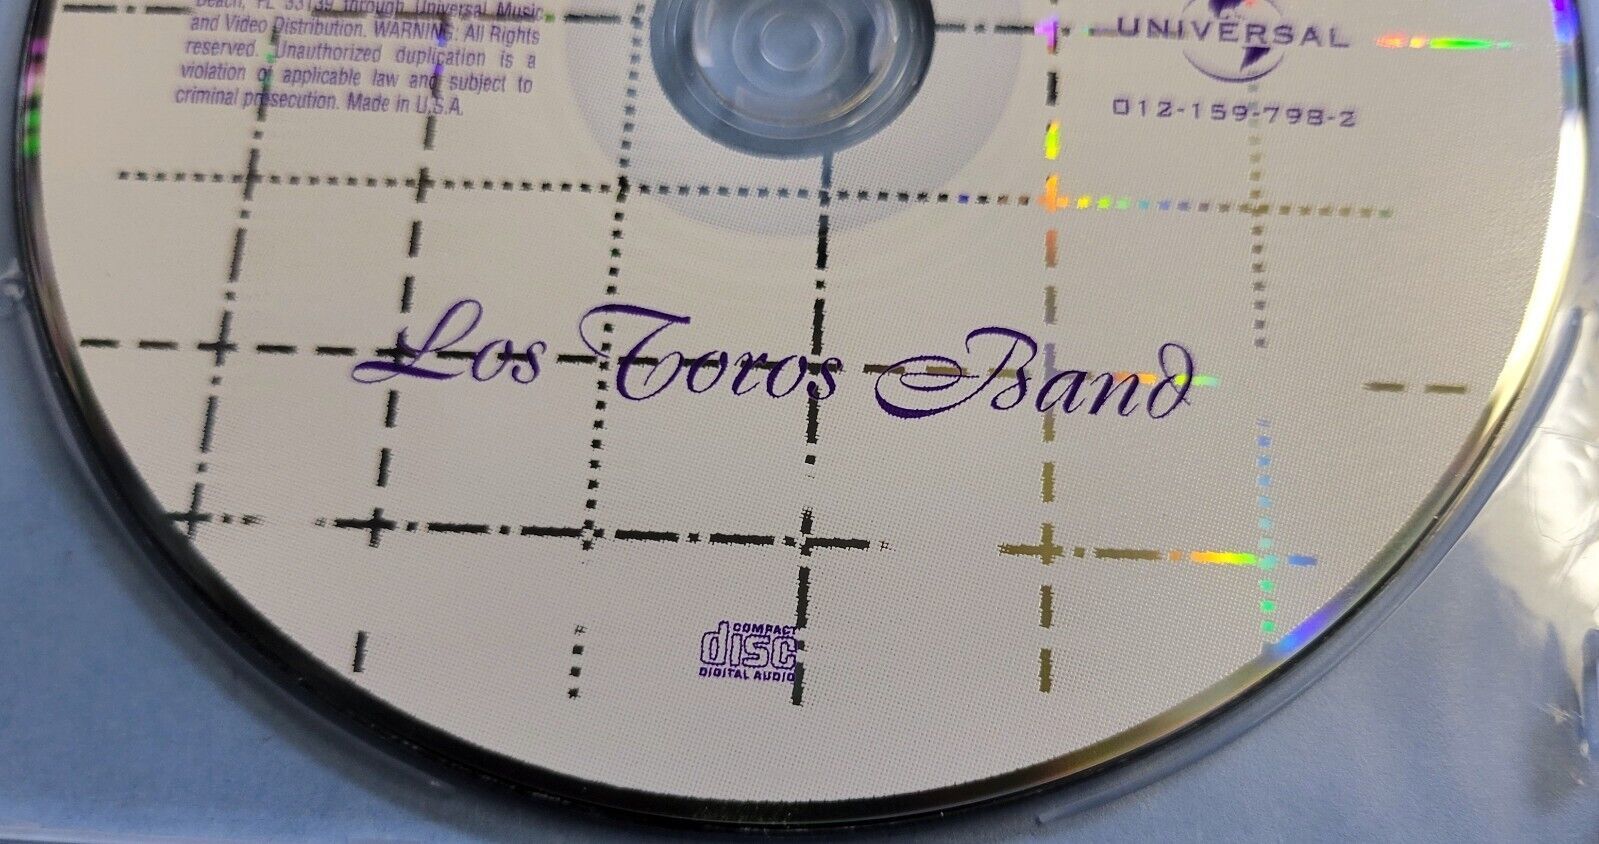 Beach, FL 33139 through Universal Music
and Video Distribution. WARNING: All Rights
reserved. Unauthorized duplication is a
violation of applicable law and subject to
criminal prosecution. Made in U.S.A.
UNIVERSAL
012-159-798-2
Los Toros Band
COMPACT
disc
DIGITAL AUDIO